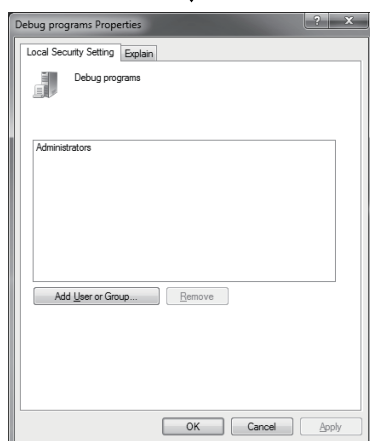 Debug programs Properties
? X
Local Security Setting Explain
Debug programs
Administrators
Add User or Group... Remove
OK Cancel Apply